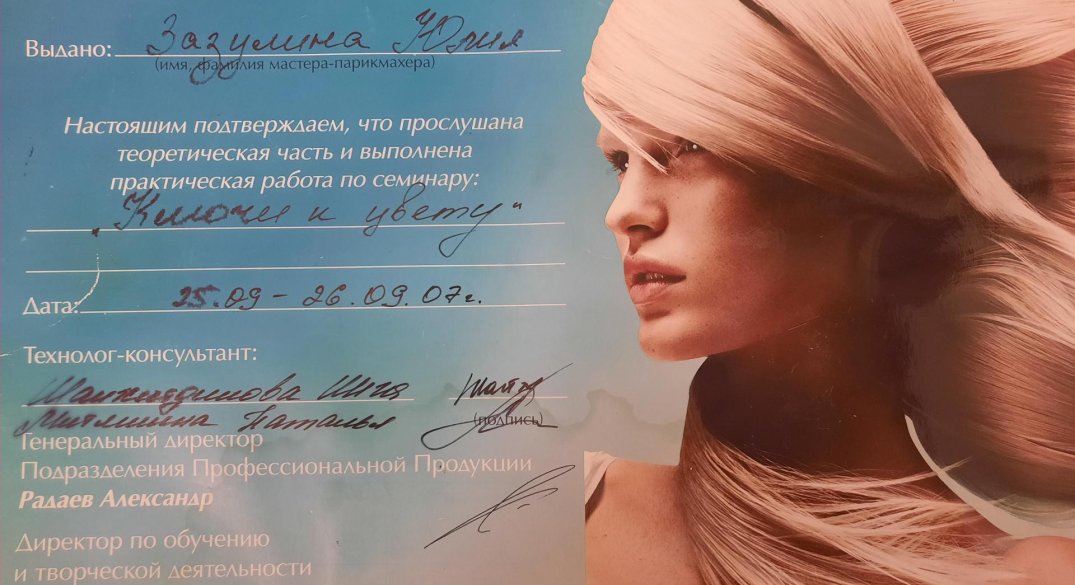 Выдано: Загулина Юлия
(имя, фамилия мастера-парикмахера)
Настоящим подтверждаем, что прослушана
теоретическая часть и выполнена
практическая работа по семинару:
„Ключи к цвету“
Дата: 25.09 - 26.09.07г.
Технолог-консультант:
Наталья
(подпись)
Генеральный директор
Подразделения Профессиональной Продукции
Радаев Александр
Директор по обучению
и творческой деятельности